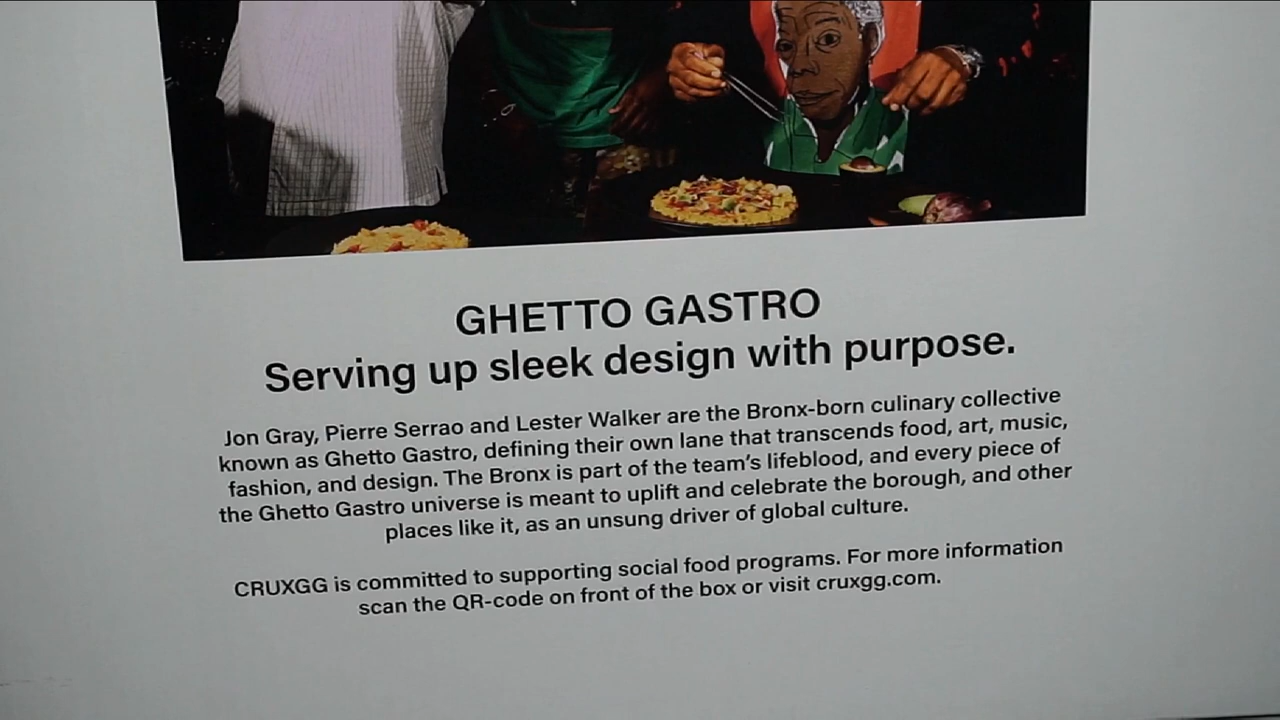 GHETTO GASTRO
Serving up sleek design with purpose.
Jon Gray, Pierre Serrao and Lester Walker are the Bronx-born culinary collective
known as Ghetto Gastro, defining their own lane that transcends food, art, music,
fashion, and design. The Bronx is part of the team's lifeblood, and every piece of
the Ghetto Gastro universe is meant to uplift and celebrate the borough, and other
places like it, as an unsung driver of global culture.
CRUXGG is committed to supporting social food programs. For more information
scan the QR-code on front of the box or visit cruxgg.com.